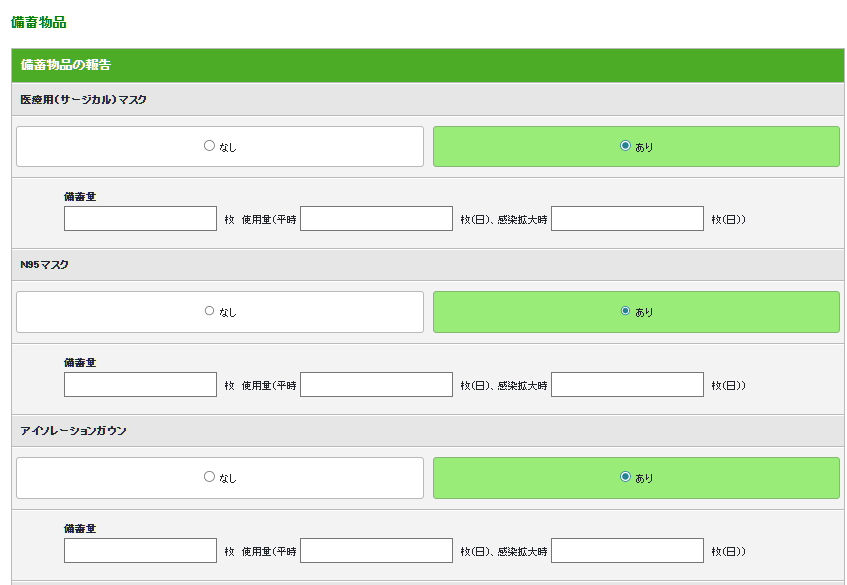 備蓄物品
備蓄物品の報告
医療用(サージカル)マスク
なし
あり
備蓄量
枚 使用量(平時 枚(日)、感染拡大時 枚(日))
N95マスク
なし
あり
備蓄量
枚 使用量(平時 枚(日)、感染拡大時 枚(日))
アイソレーションガウン
なし
あり
備蓄量
枚 使用量(平時 枚(日)、感染拡大時 枚(日))